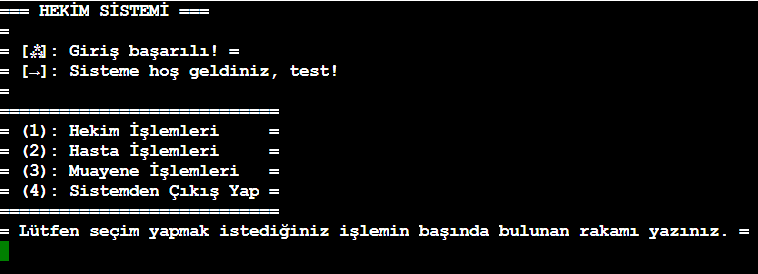 === HEKİM SİSTEMİ ===
=
= []: Giriş başarılı! =
= [→]: Sisteme hoş geldiniz, test!
=
============================
= (1): Hekim İşlemleri     =
= (2): Hasta İşlemleri     =
= (3): Muayene İşlemleri   =
= (4): Sistemden Çıkış Yap =
============================
= Lütfen seçim yapmak istediğiniz işlemin başında bulunan rakamı yazınız. =